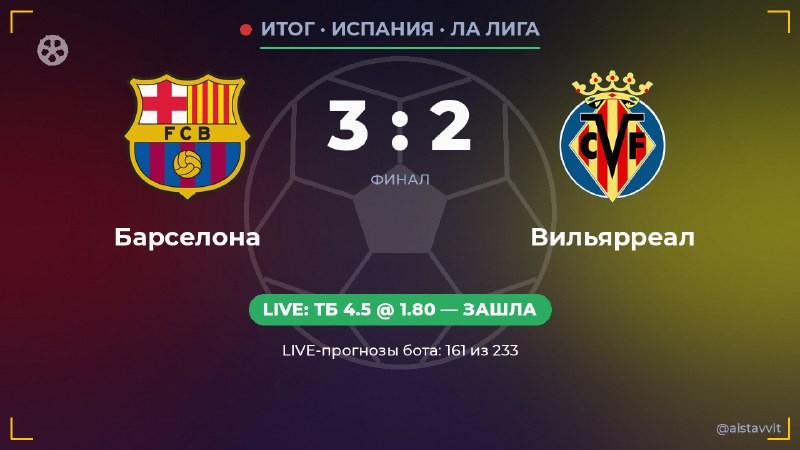 ИТОГ · ИСПАНИЯ · ЛА ЛИГА
FCB
3 : 2
CVF
ФИНАЛ
Барселона
Вильярреал
LIVE: ТБ 4.5 @ 1.80 — ЗАШЛА
LIVE-прогнозы бота: 161 из 233
@aistavvit